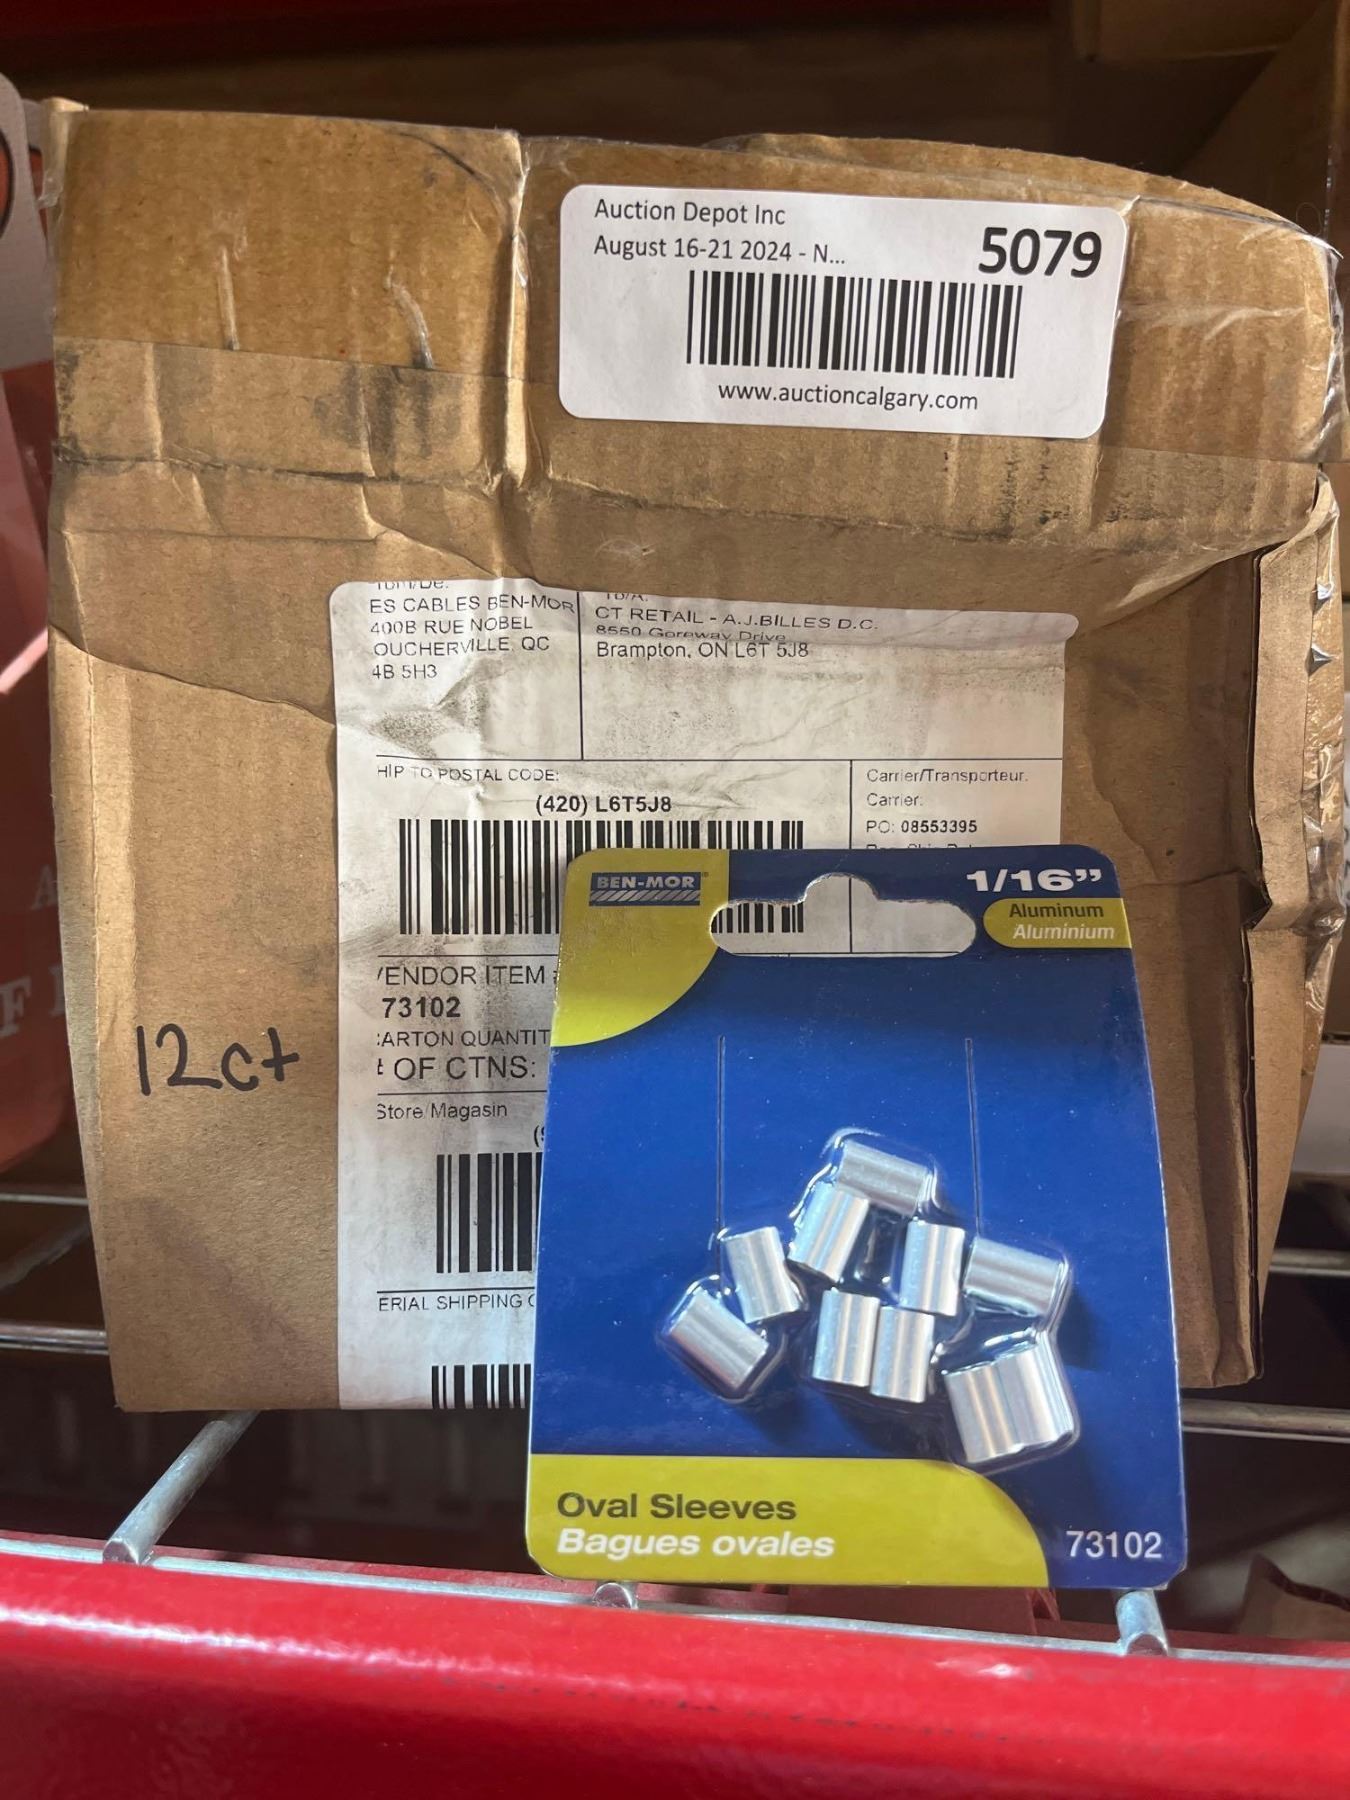 Auction Depot Inc
August 16-21 2024 - N...
5079
www.auctioncalgary.com
ES CABLES BEN-MOR
400B RUE NOBEL
OUCHERVILLE, QC
4B 5H3
CT RETAIL - A.J.BILLES D.C.
8550 Goreway Drive
Brampton, ON L6T 5J8
HIP TO POSTAL CODE:
(420) L6T5J8
Carrier/Transporteur.
Carrier:
PO: 08553395
ENDOR ITEM
73102
ARTON QUANTIT
OF CTNS:
Store/Magasin
ERIAL SHIPPING
12ct
BEN-MOR
1/16”
Aluminum
Aluminium
Oval Sleeves
Bagues ovales
73102